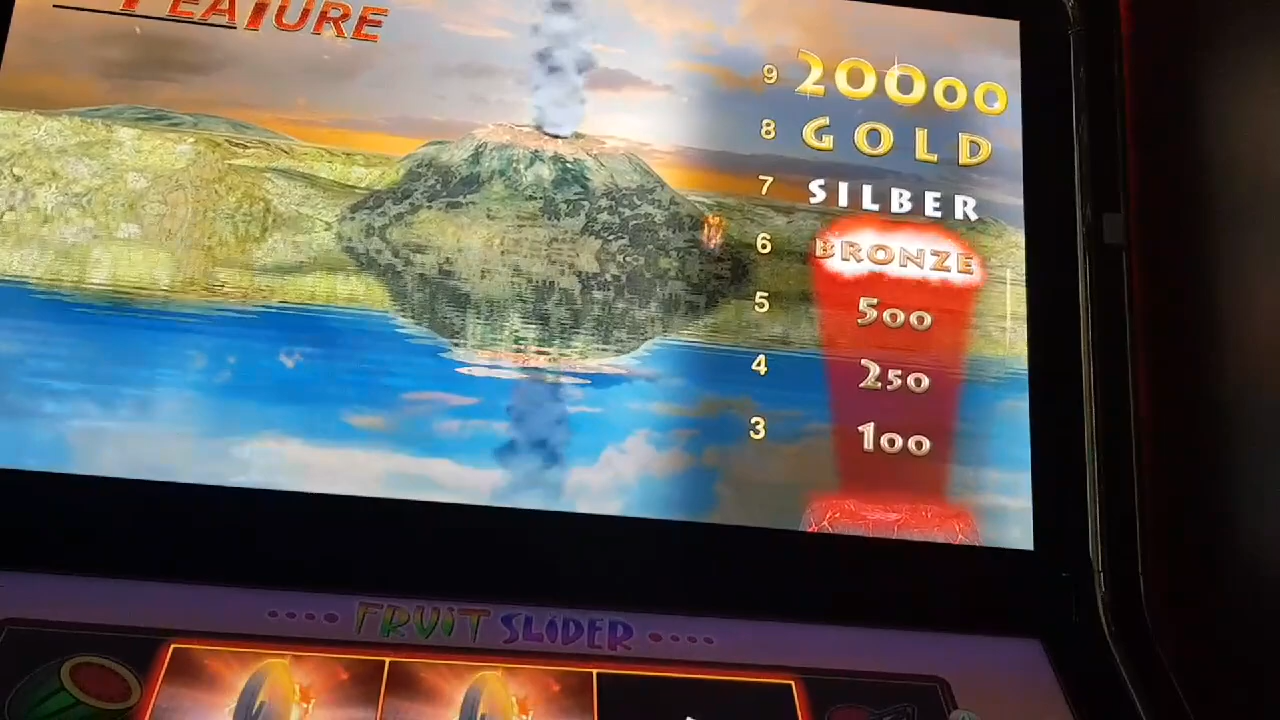 FEATURE
9 20000
8 GOLD
7 SILBER
6 BRONZE
5 500
4 250
3 100
FRUIT SLIDER